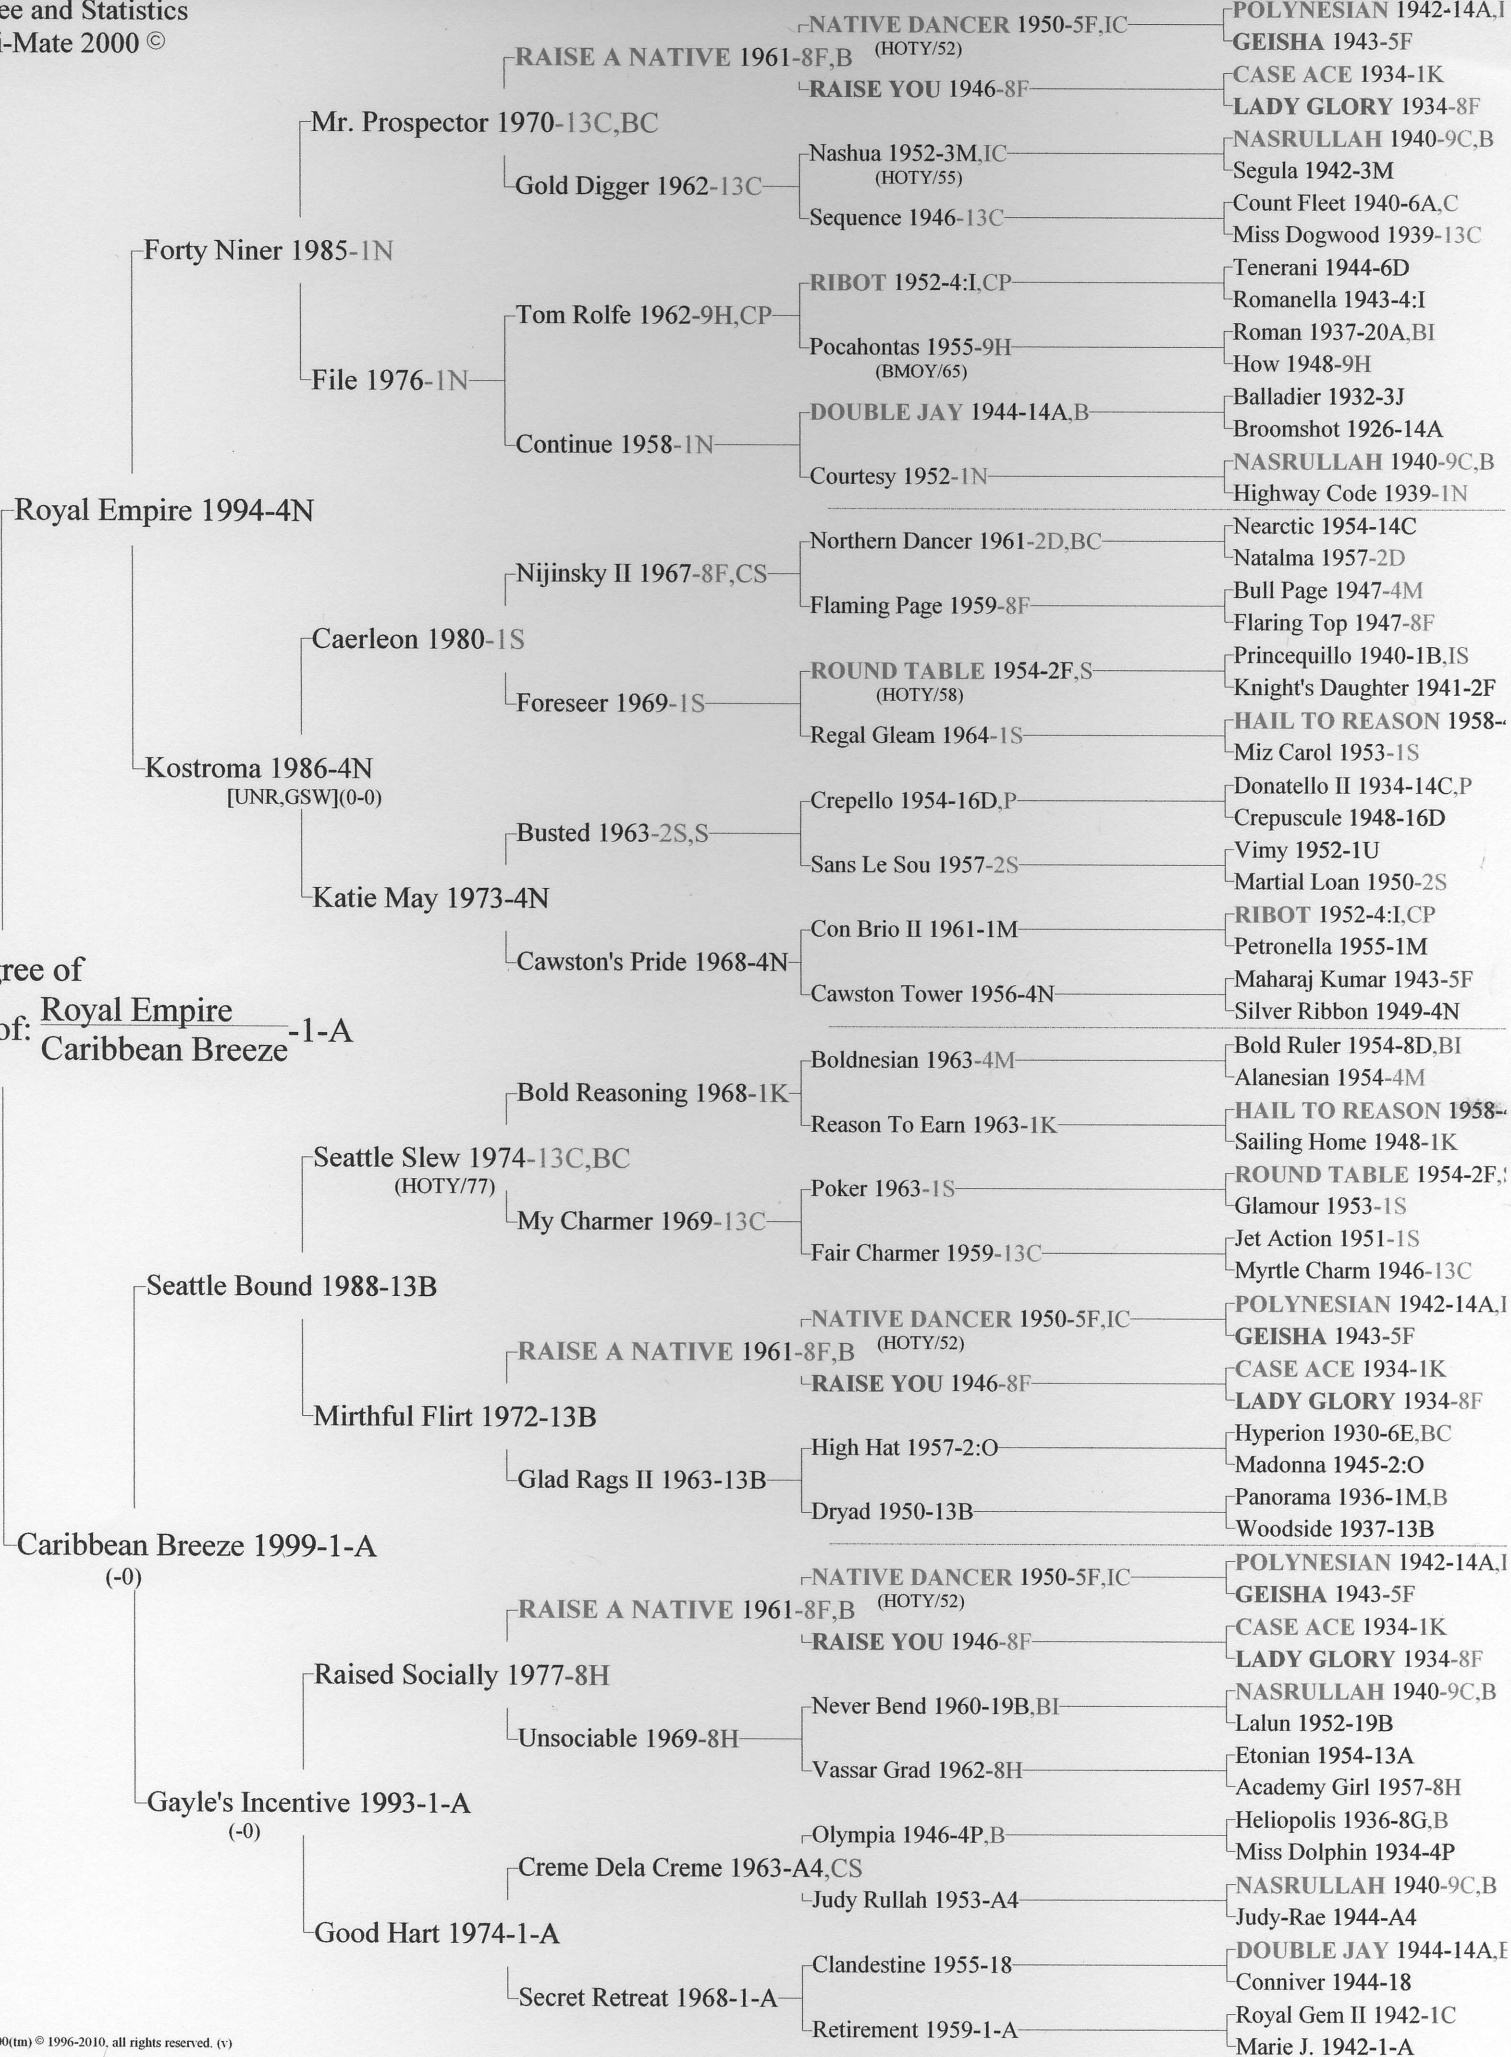 ee and Statistics
i-Mate 2000 ©
POLYNESIAN 1942-14A,I
NATIVE DANCER 1950-5F,IC
(HOTY/52)
GEISHA 1943-5F
RAISE A NATIVE 1961-8F,B
CASE ACE 1934-1K
RAISE YOU 1946-8F
LADY GLORY 1934-8F
Mr. Prospector 1970-13C,BC
NASRULLAH 1940-9C,B
Nashua 1952-3M,IC
(HOTY/55)
Segula 1942-3M
Gold Digger 1962-13C
Count Fleet 1940-6A,C
Sequence 1946-13C
Miss Dogwood 1939-13C
Forty Niner 1985-1N
Tenerani 1944-6D
RIBOT 1952-4:I,CP
Romanella 1943-4:I
Tom Rolfe 1962-9H,CP
Roman 1937-20A,BI
Pocahontas 1955-9H
(BMOY/65)
How 1948-9H
File 1976-1N
Balladier 1932-3J
DOUBLE JAY 1944-14A,B
Broomshot 1926-14A
Continue 1958-1N
NASRULLAH 1940-9C,B
Courtesy 1952-1N
Highway Code 1939-1N
Royal Empire 1994-4N
Nearctic 1954-14C
Northern Dancer 1961-2D,BC
Natalma 1957-2D
Nijinsky II 1967-8F,CS
Bull Page 1947-4M
Flaming Page 1959-8F
Flaring Top 1947-8F
Caerleon 1980-1S
Princequillo 1940-1B,IS
ROUND TABLE 1954-2F,S
(HOTY/58)
Knight's Daughter 1941-2F
Foreseer 1969-1S
HAIL TO REASON 1958-
Regal Gleam 1964-1S
Miz Carol 1953-1S
Kostroma 1986-4N
[UNR,GSW](0-0)
Donatello II 1934-14C,P
Crepello 1954-16D,P
Crepuscule 1948-16D
Busted 1963-2S,S
Vimy 1952-1U
Sans Le Sou 1957-2S
Martial Loan 1950-2S
Katie May 1973-4N
RIBOT 1952-4:I,CP
Con Brio II 1961-1M
Petronella 1955-1M
Cawston's Pride 1968-4N
Maharaj Kumar 1943-5F
Cawston Tower 1956-4N
Silver Ribbon 1949-4N
ree of
of: Royal Empire
Caribbean Breeze -1-A
Bold Ruler 1954-8D,BI
Boldnesian 1963-4M
Alanesian 1954-4M
Bold Reasoning 1968-1K
HAIL TO REASON 1958-
Reason To Earn 1963-1K
Sailing Home 1948-1K
Seattle Slew 1974-13C,BC
(HOTY/77)
ROUND TABLE 1954-2F,
Poker 1963-1S
Glamour 1953-1S
My Charmer 1969-13C
Jet Action 1951-1S
Fair Charmer 1959-13C
Myrtle Charm 1946-13C
Seattle Bound 1988-13B
POLYNESIAN 1942-14A,I
NATIVE DANCER 1950-5F,IC
(HOTY/52)
GEISHA 1943-5F
RAISE A NATIVE 1961-8F,B
CASE ACE 1934-1K
RAISE YOU 1946-8F
LADY GLORY 1934-8F
Mirthful Flirt 1972-13B
Hyperion 1930-6E,BC
High Hat 1957-2:O
Madonna 1945-2:O
Glad Rags II 1963-13B
Panorama 1936-1M,B
Dryad 1950-13B
Woodside 1937-13B
Caribbean Breeze 1999-1-A
(-0)
POLYNESIAN 1942-14A,I
NATIVE DANCER 1950-5F,IC
(HOTY/52)
GEISHA 1943-5F
RAISE A NATIVE 1961-8F,B
CASE ACE 1934-1K
RAISE YOU 1946-8F
LADY GLORY 1934-8F
Raised Socially 1977-8H
NASRULLAH 1940-9C,B
Never Bend 1960-19B,BI
Lalun 1952-19B
Unsociable 1969-8H
Etonian 1954-13A
Vassar Grad 1962-8H
Academy Girl 1957-8H
Gayle's Incentive 1993-1-A
(-0)
Heliopolis 1936-8G,B
Olympia 1946-4P,B
Miss Dolphin 1934-4P
Creme Dela Creme 1963-A4,CS
NASRULLAH 1940-9C,B
Judy Rullah 1953-A4
Judy-Rae 1944-A4
Good Hart 1974-1-A
DOUBLE JAY 1944-14A,B
Clandestine 1955-18
Conniver 1944-18
Secret Retreat 1968-1-A
Royal Gem II 1942-1C
Retirement 1959-1-A
Marie J. 1942-1-A
00(tm) © 1996-2010, all rights reserved. (v)